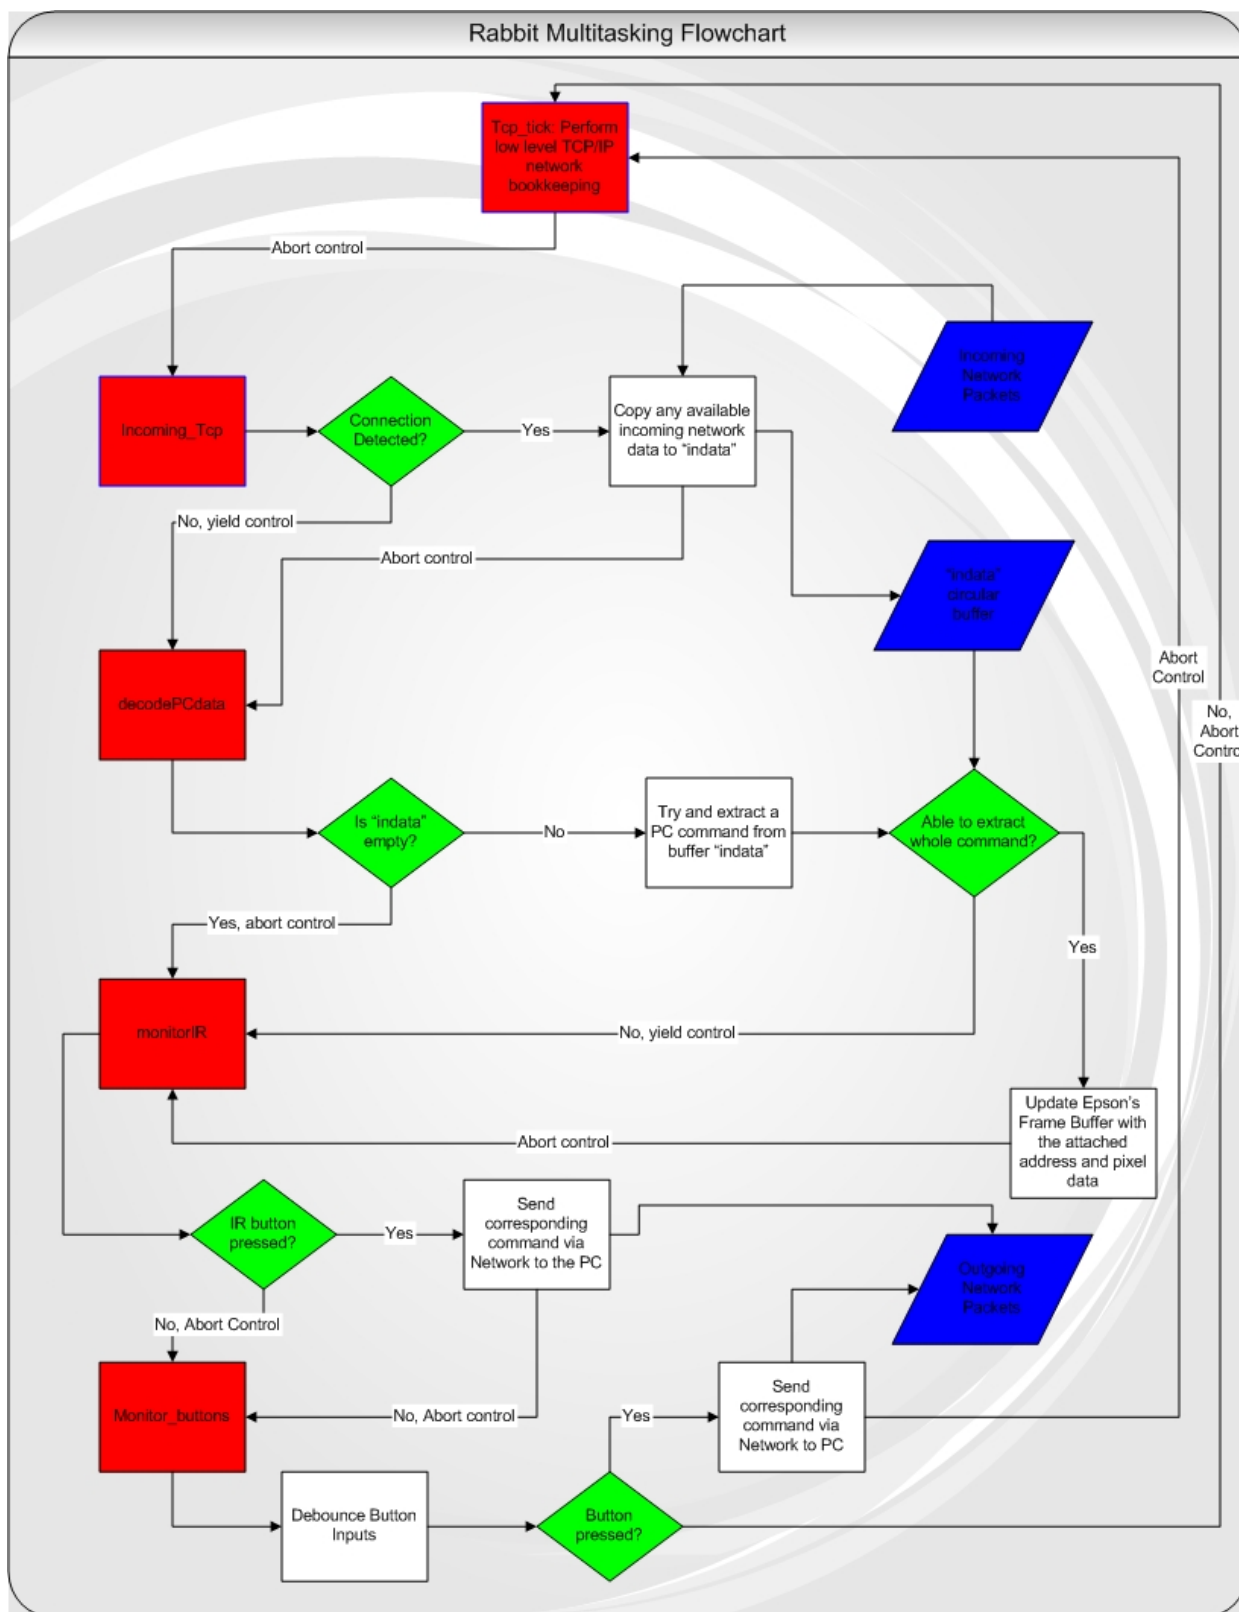 Rabbit Multitasking Flowchart
Tcp_tick: Perform
low level TCP/IP
network
bookkeeping
Abort control
Incoming
Network
Packets
Incoming_Tcp
Connection
Detected?
Yes
Copy any available
incoming network
data to “indata”
No, yield control
Abort control
“indata”
circular
buffer
Abort
Control
decodePCdata
No,
Abort
Control
Is “indata”
empty?
No
Try and extract a
PC command from
buffer “indata”
Able to extract
whole command?
Yes, abort control
Yes
monitorIR
No, yield control
Update Epson’s
Frame Buffer with
the attached
address and pixel
data
Abort control
IR button
pressed?
Yes
Send
corresponding
command via
Network to the PC
Outgoing
Network
Packets
No, Abort Control
Monitor_buttons
No, Abort control
Yes
Send
corresponding
command via
Network to PC
Debounce Button
Inputs
Button
pressed?